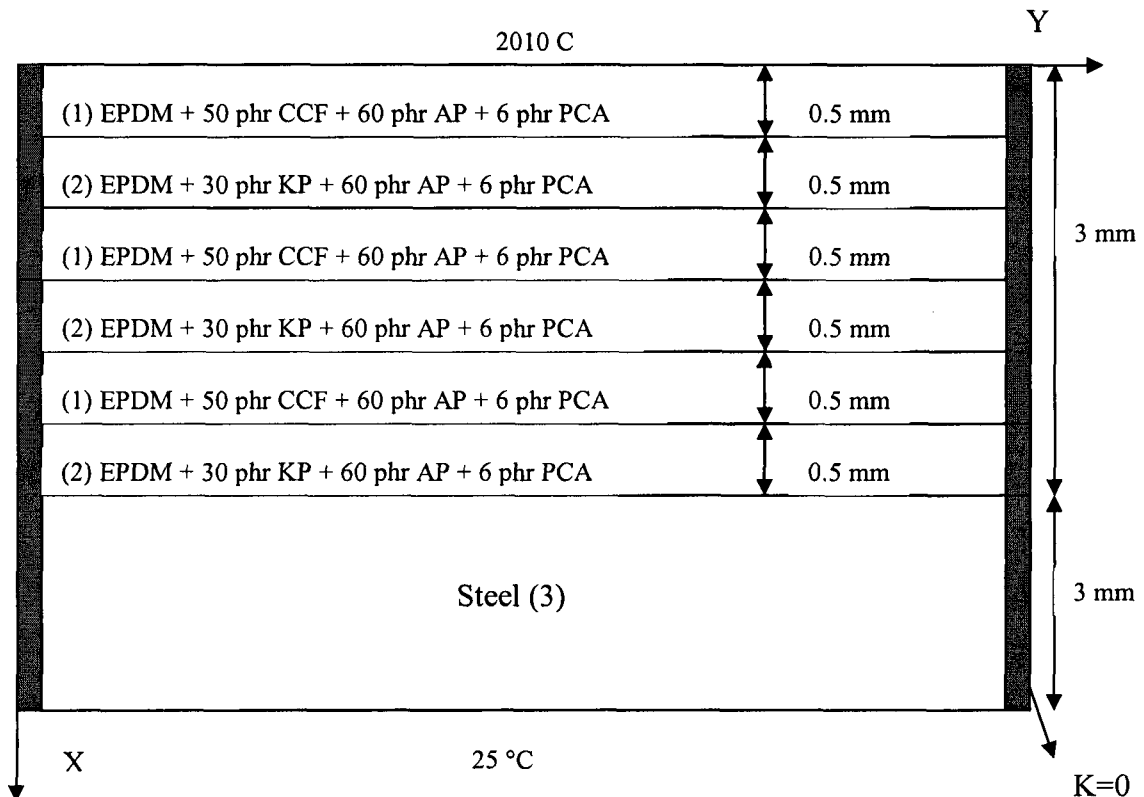 Y
2010 C
(1) EPDM + 50 phr CCF + 60 phr AP + 6 phr PCA 0.5 mm
(2) EPDM + 30 phr KP + 60 phr AP + 6 phr PCA 0.5 mm
(1) EPDM + 50 phr CCF + 60 phr AP + 6 phr PCA 0.5 mm
3 mm
(2) EPDM + 30 phr KP + 60 phr AP + 6 phr PCA 0.5 mm
(1) EPDM + 50 phr CCF + 60 phr AP + 6 phr PCA 0.5 mm
(2) EPDM + 30 phr KP + 60 phr AP + 6 phr PCA 0.5 mm
Steel (3)
3 mm
X
25 °C
K=0